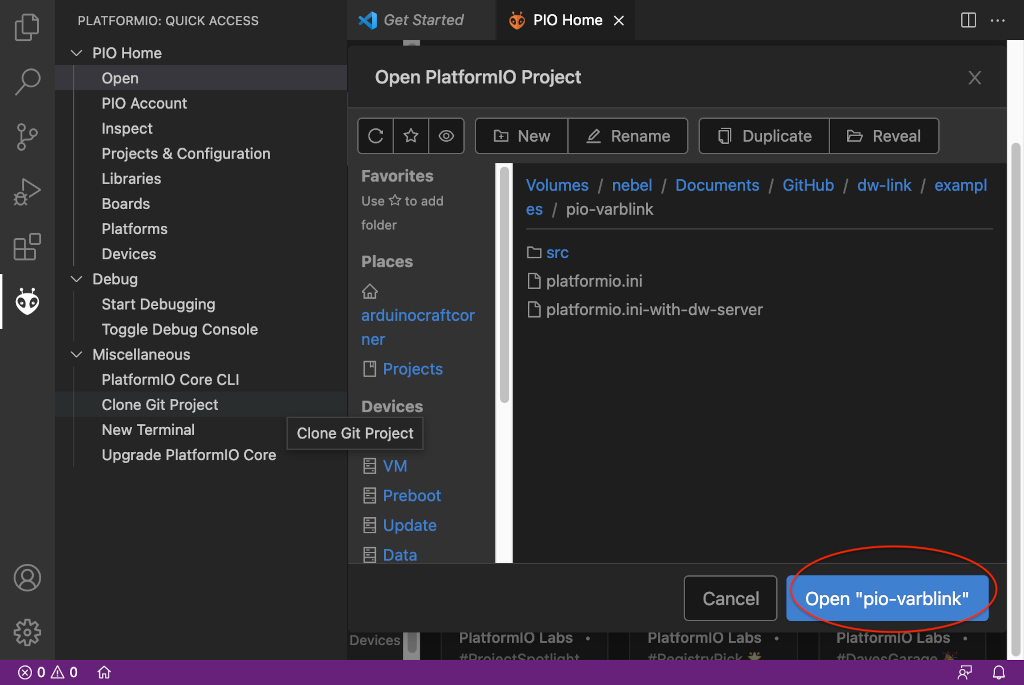 PLATFORMIO: QUICK ACCESS
PIO Home
Open
PIO Account
Inspect
Projects & Configuration
Libraries
Boards
Platforms
Devices
Debug
Start Debugging
Toggle Debug Console
Miscellaneous
PlatformIO Core CLI
Clone Git Project
New Terminal
Upgrade PlatformIO Core
Clone Git Project
Get Started
PIO Home
Open PlatformIO Project
New
Rename
Duplicate
Reveal
Favorites
Use ☆ to add
folder
Places
arduinocraftcor
ner
Projects
Devices
VM
Preboot
Update
Data
Volumes / nebel / Documents / GitHub / dw-link / exampl
es / pio-varblink
src
platformio.ini
platformio.ini-with-dw-server
Cancel
Open "pio-varblink"
Devices
PlatformIO Labs •
#ProjectSpotlight
PlatformIO Labs •
#RegistryPick
PlatformIO Labs •
#DavesGarage
0
0